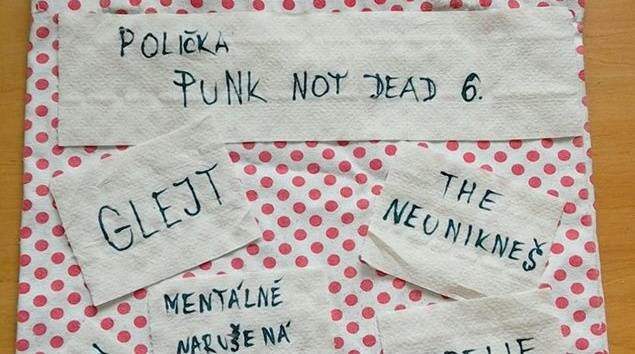 POLIČKA
PUNK NOT DEAD 6.
GLEJT
THE
NEUNIKNEŠ
MENTÁLNĚ
NARUŠENÁ